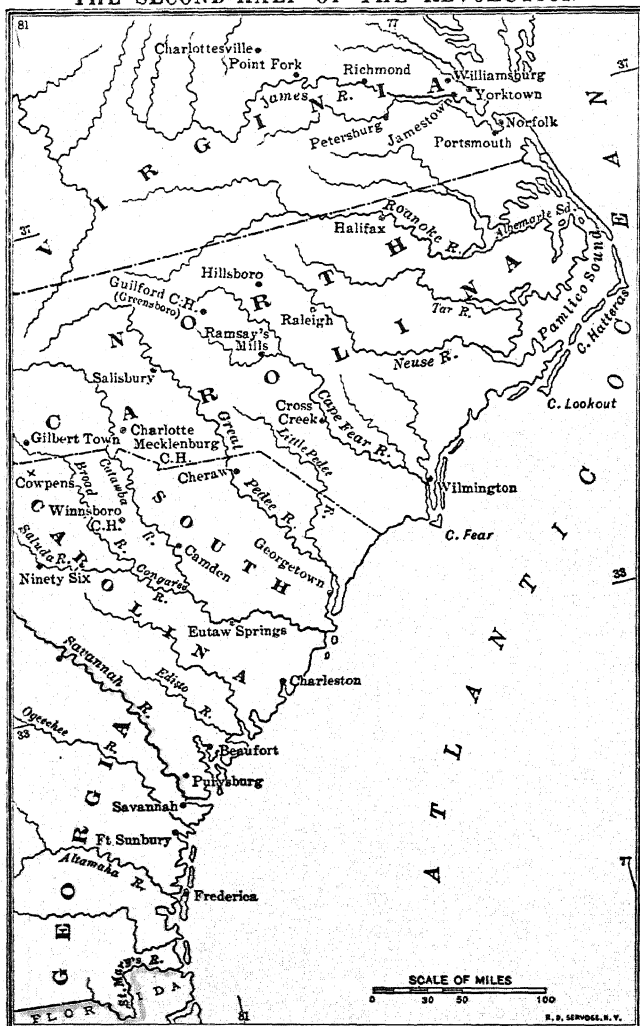 THE SECOND HALF OF THE REVOLUTION
81
77
Charlottesville
Point Fork
Richmond
Williamsburg
Yorktown
37
James R.
Petersburg
Jamestown
Norfolk
Portsmouth
VIRGINIA
37
Halifax
Roanoke R.
Albemarle Sd.
Hillsboro
Guilford C.H.
(Greensboro)
Raleigh
Tar R.
Pamlico Sound
C. Hatteras
Ramsay's
Mills
Neuse R.
NORTH
CAROLINA
Salisbury
C. Lookout
Cross
Creek
Cape Fear R.
Gilbert Town
Charlotte
Mecklenburg
C.H.
Great
Pedee R.
Little Pedee
R.
Cheraw
Wilmington
Cowpens
Broad
R.
Catawba
R.
Winnsboro
C.H.
C. Fear
Saluda R.
Ninety Six
Camden
Congaree
R.
Georgetown
33
SOUTH
CAROLINA
Eutaw Springs
Savannah
R.
Edisto
R.
Charleston
Ogeechee
R.
33
Beaufort
Purysburg
Savannah
Ft Sunbury
Altamaha
R.
Frederica
77
GEORGIA
St. Mary's R.
FLORIDA
81
ATLANTIC
OCEAN
SCALE OF MILES
0 30 50 100
R. D. SERVOSS, N. Y.